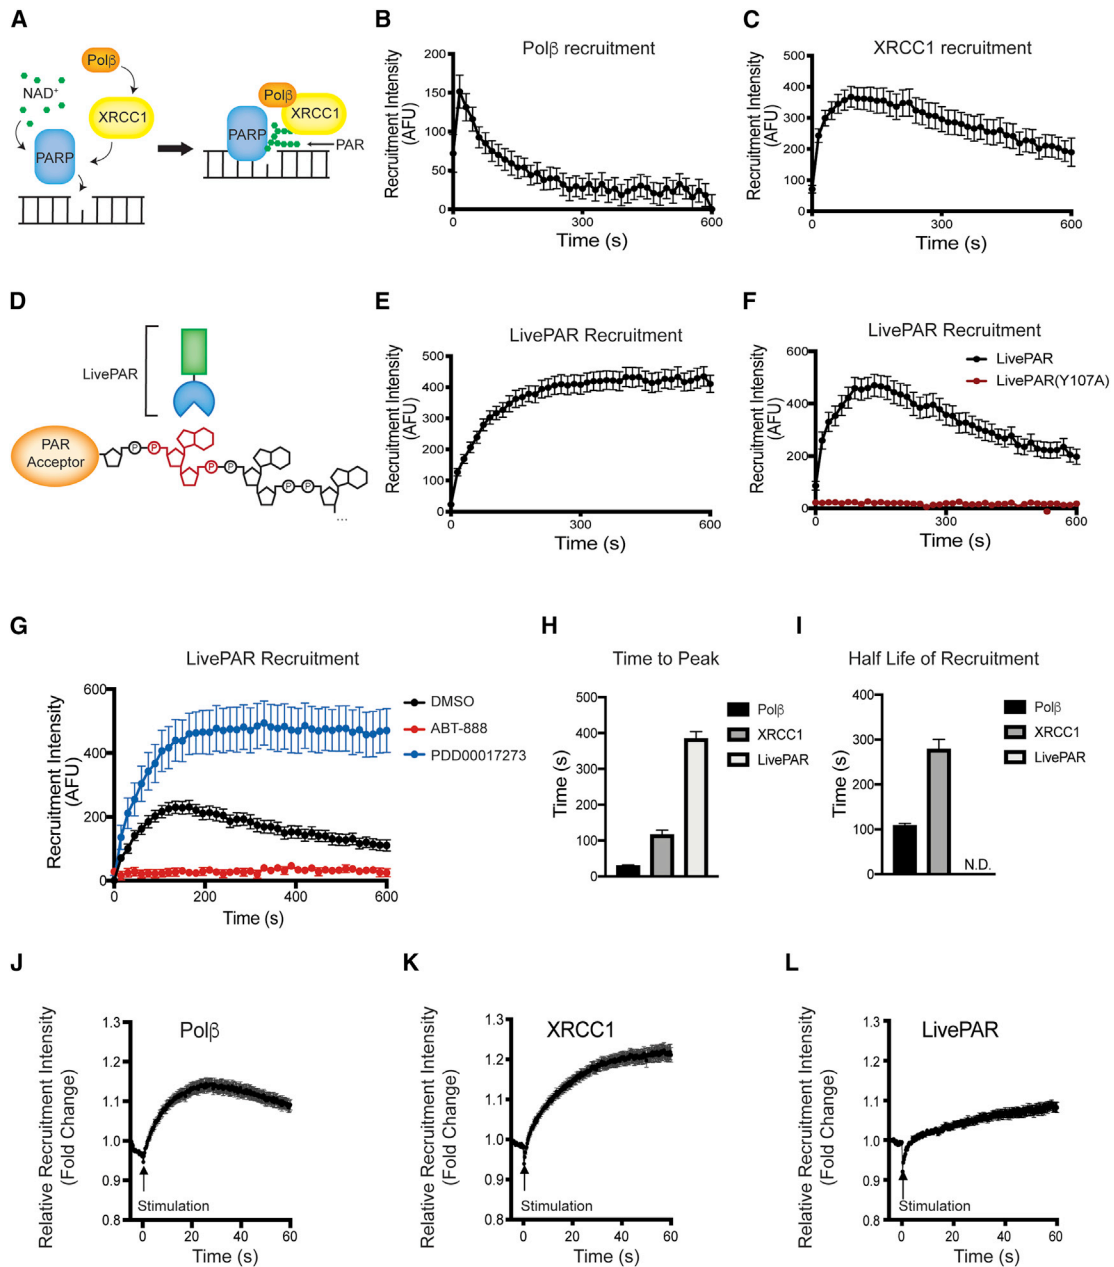 A
NAD⁺
Polβ
XRCC1
PARP
Polβ
XRCC1
PARP
PAR
B
Polβ recruitment
Recruitment Intensity
(AFU)
200
150
100
50
0
0
300
600
Time (s)
C
XRCC1 recruitment
Recruitment Intensity
(AFU)
500
400
300
200
100
0
0
300
600
Time (s)
D
LivePAR
PAR
Acceptor
P
P
P
P
P
P
...
E
LivePAR Recruitment
Recruitment Intensity
(AFU)
500
400
300
200
100
0
0
300
600
Time (s)
F
LivePAR Recruitment
LivePAR
LivePAR(Y107A)
Recruitment Intensity
(AFU)
600
400
200
0
0
300
600
Time (s)
G
LivePAR Recruitment
DMSO
ABT-888
PDD00017273
Recruitment Intensity
(AFU)
600
400
200
0
0
200
400
600
Time (s)
H
Time to Peak
Polβ
XRCC1
LivePAR
Time (s)
500
400
300
200
100
0
I
Half Life of Recruitment
Polβ
XRCC1
LivePAR
Time (s)
400
300
200
100
0
N.D.
J
Polβ
Relative Recruitment Intensity
(Fold Change)
1.3
1.2
1.1
1.0
0.9
0.8
Stimulation
0
20
40
60
Time (s)
K
XRCC1
Relative Recruitment Intensity
(Fold Change)
1.3
1.2
1.1
1.0
0.9
0.8
Stimulation
0
20
40
60
Time (s)
L
LivePAR
Relative Recruitment Intensity
(Fold Change)
1.3
1.2
1.1
1.0
0.9
0.8
Stimulation
0
20
40
60
Time (s)